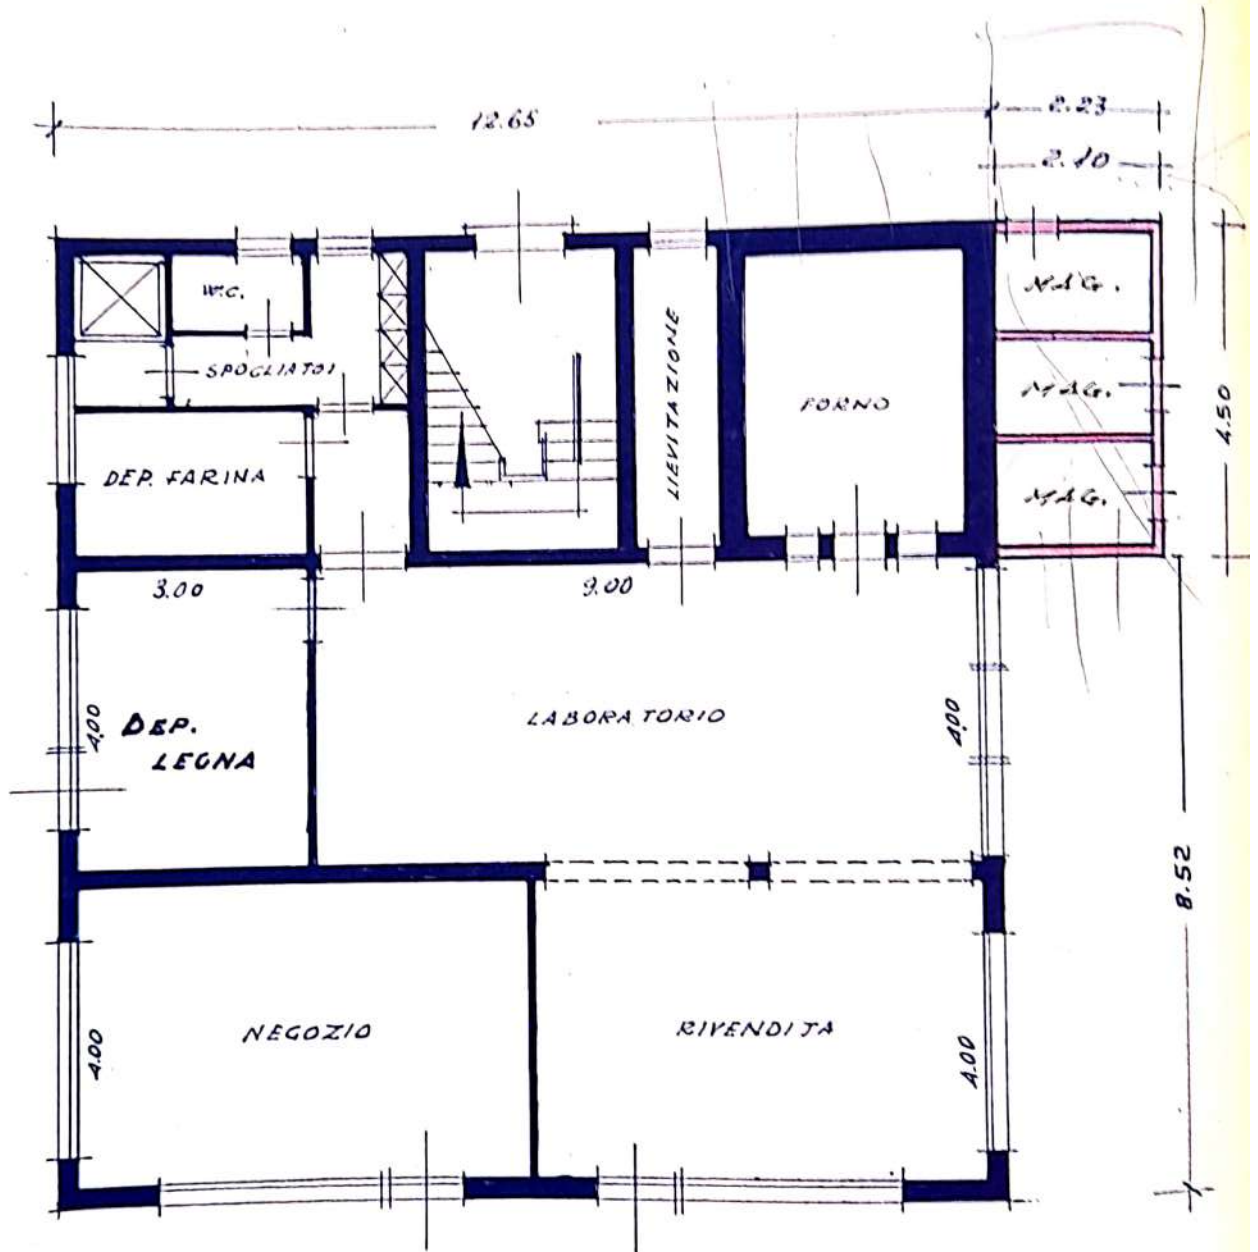 12.65
2.23
2.10
W.C.
MAG.
SPOGLIATOI
LIEVITAZIONE
FORNO
MAG.
4.50
DEP. FARINA
MAG.
3.00
9.00
4.00
DEP.
LEGNA
LABORATORIO
4.00
8.52
NEGOZIO
RIVENDITA
4.00
4.00